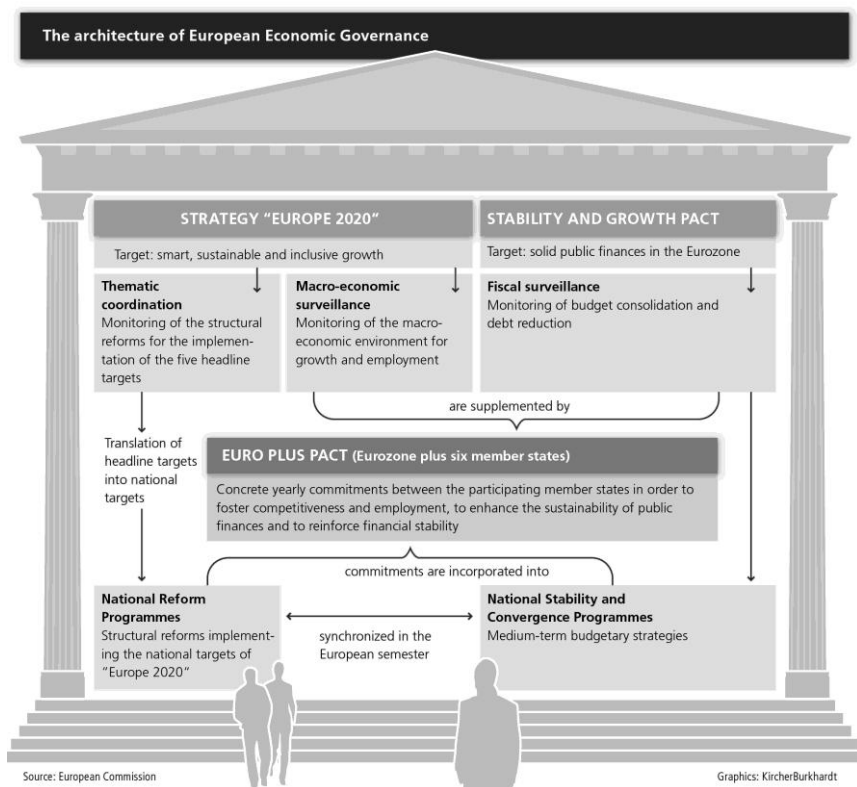 The architecture of European Economic Governance
STRATEGY "EUROPE 2020"
Target: smart, sustainable and inclusive growth
STABILITY AND GROWTH PACT
Target: solid public finances in the Eurozone
Thematic
coordination
Monitoring of the structural
reforms for the implemen-
tation of the five headline
targets
Macro-economic
surveillance
Monitoring of the macro-
economic environment for
growth and employment
Fiscal surveillance
Monitoring of budget consolidation and
debt reduction
are supplemented by
Translation of
headline targets
into national
targets
EURO PLUS PACT (Eurozone plus six member states)
Concrete yearly commitments between the participating member states in order to
foster competitiveness and employment, to enhance the sustainability of public
finances and to reinforce financial stability
commitments are incorporated into
National Reform
Programmes
Structural reforms implement-
ing the national targets of
"Europe 2020"
synchronized in the
European semester
National Stability and
Convergence Programmes
Medium-term budgetary strategies
Source: European Commission
Graphics: KircherBurkhardt